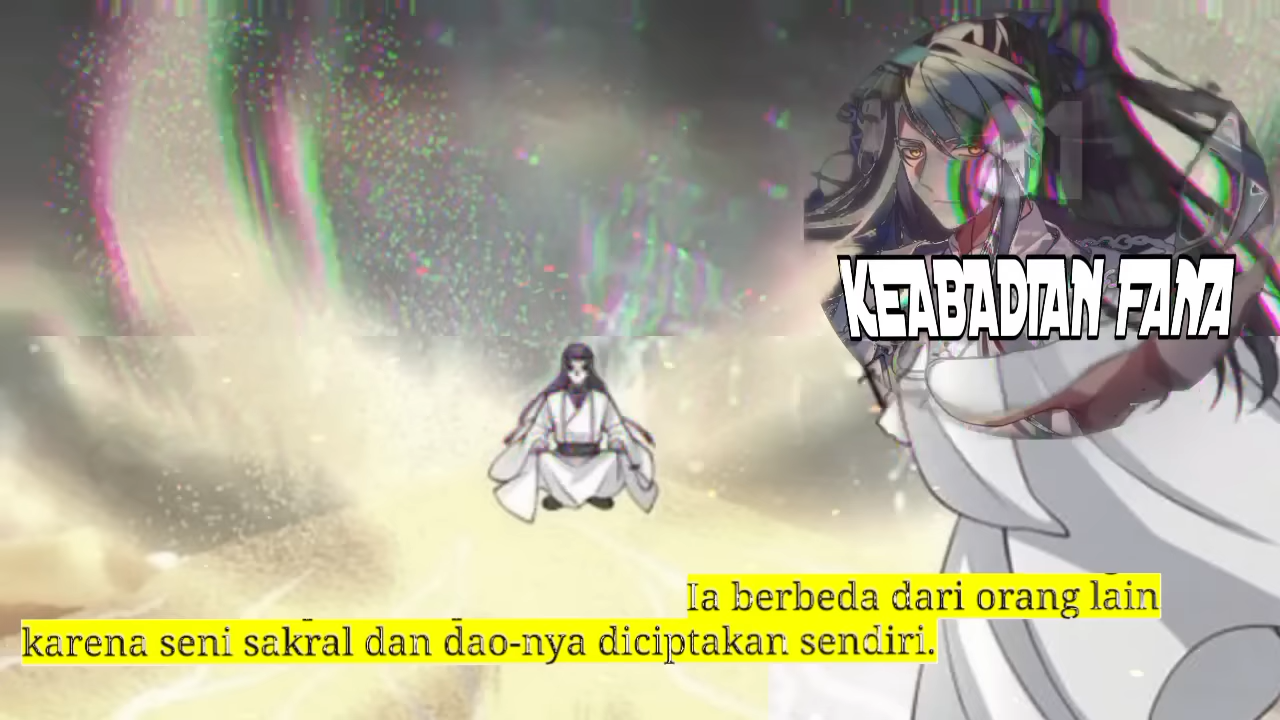 KEABADIAN FANA
Ia berbeda dari orang lain
karena seni sakral dan dao-nya diciptakan sendiri.